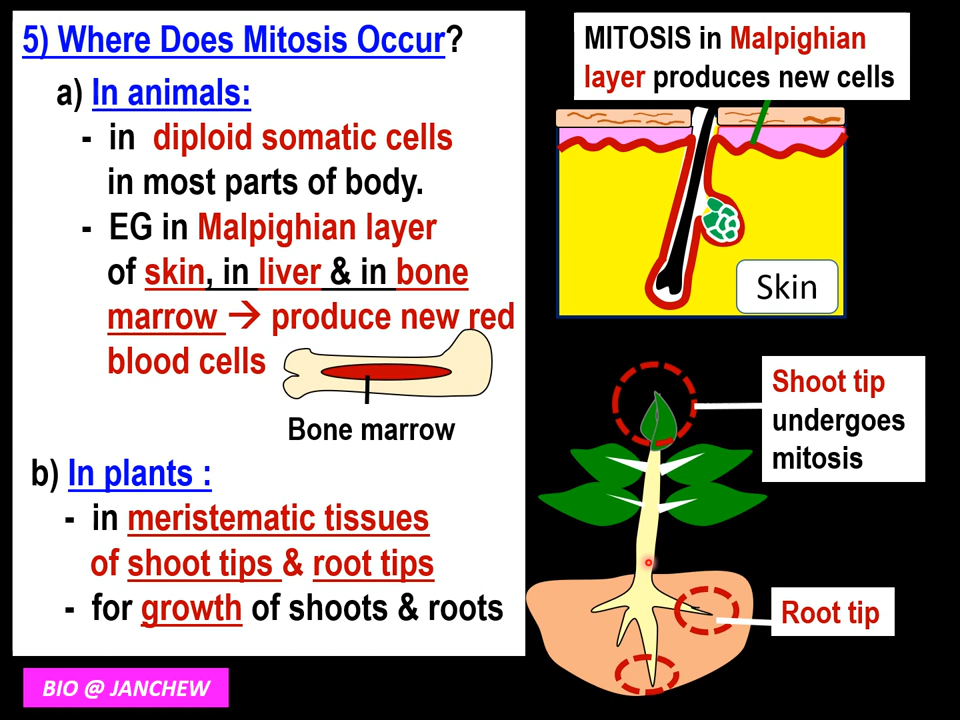 5) Where Does Mitosis Occur?
a) In animals:
- in diploid somatic cells
in most parts of body.
- EG in Malpighian layer
of skin, in liver & in bone
marrow → produce new red
blood cells
Bone marrow
b) In plants :
- in meristematic tissues
of shoot tips & root tips
- for growth of shoots & roots
BIO @ JANCHEW
MITOSIS in Malpighian
layer produces new cells
Skin
Shoot tip
undergoes
mitosis
Root tip